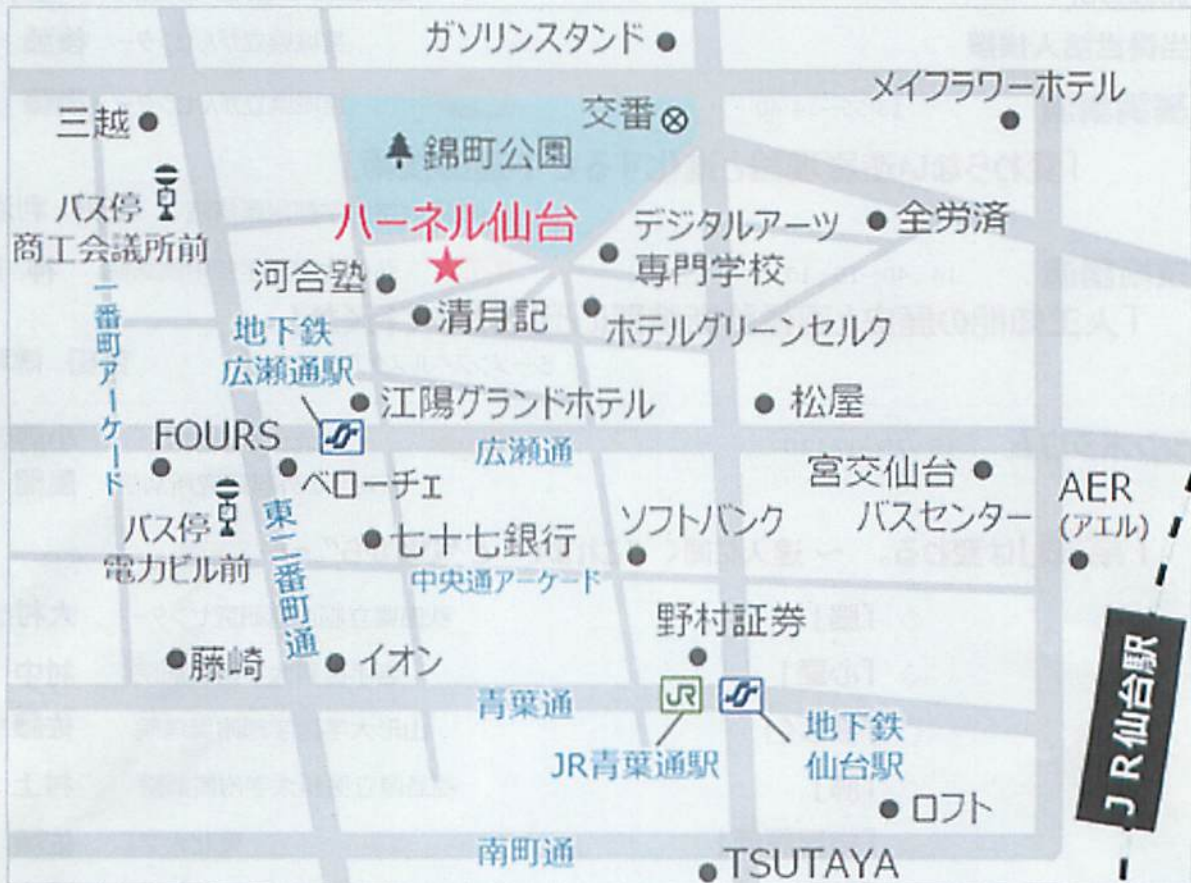 ガソリンスタンド
メイフラワーホテル
三越
交番
錦町公園
バス停
商工会議所前
ハーネル仙台
デジタルアーツ
専門学校
全労済
河合塾
清月記
ホテルグリーンセルク
一番町アーケード
地下鉄
広瀬通駅
江陽グランドホテル
松屋
FOURS
広瀬通
ベローチェ
宮交仙台
バスセンター
AER
(アエル)
バス停
電力ビル前
東二番町通
七十七銀行
ソフトバンク
中央通アーケード
野村証券
藤崎
イオン
青葉通
JR
JR青葉通駅
地下鉄
仙台駅
JR仙台駅
ロフト
南町通
TSUTAYA